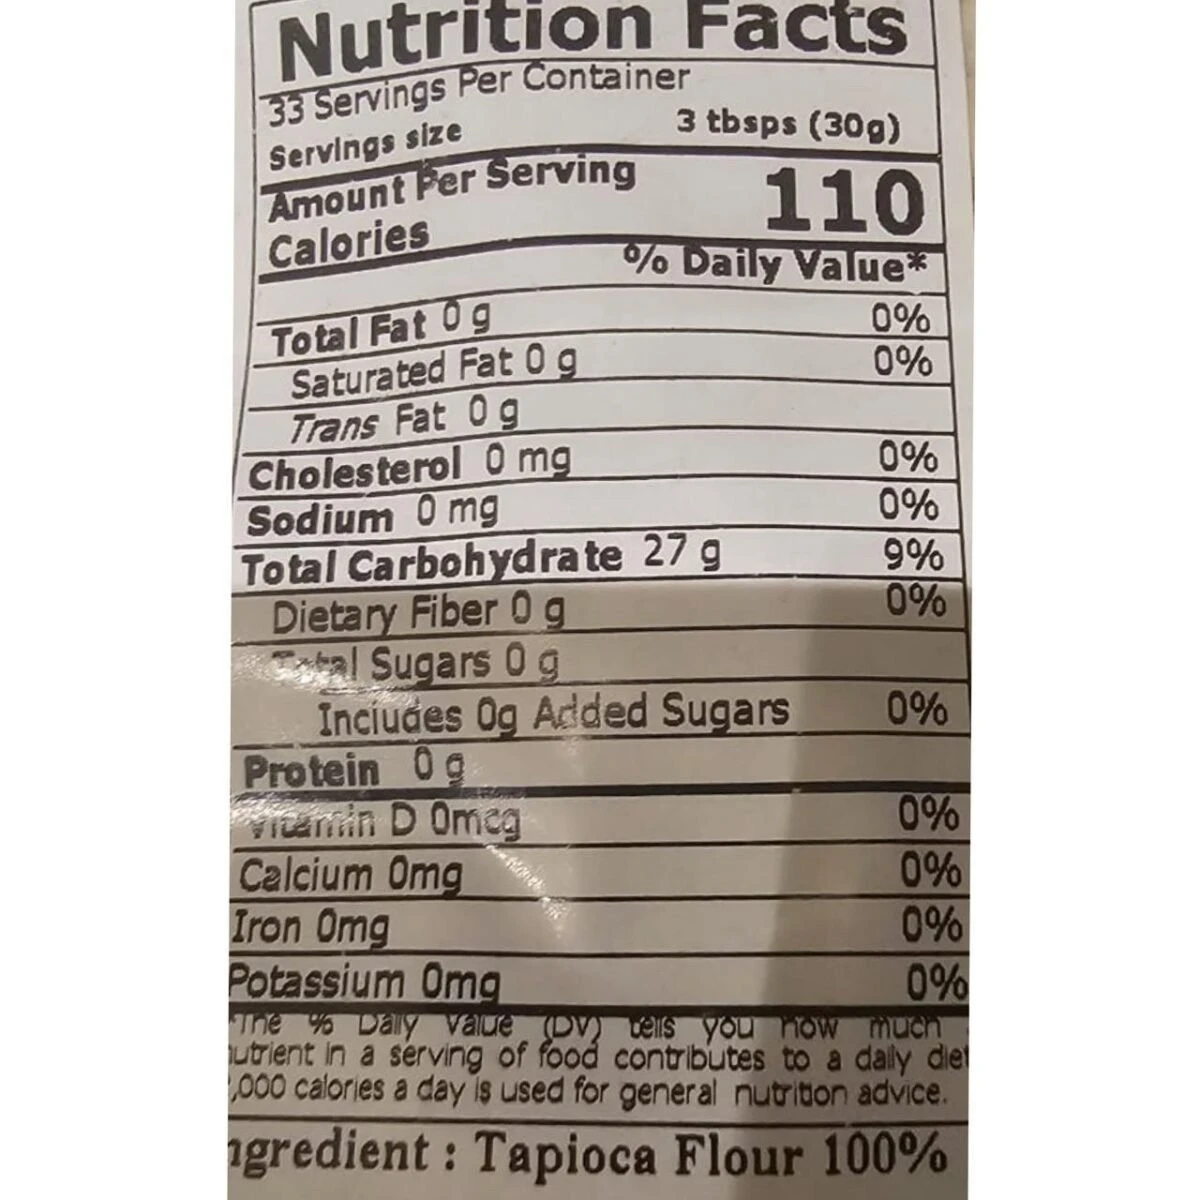 Nutrition Facts
33 Servings Per Container
Servings size 3 tbsps (30g)
Amount Per Serving
Calories 110
% Daily Value*
Total Fat 0 g 0%
Saturated Fat 0 g 0%
Trans Fat 0 g
Cholesterol 0 mg 0%
Sodium 0 mg 0%
Total Carbohydrate 27 g 9%
Dietary Fiber 0 g 0%
Total Sugars 0 g
Includes 0g Added Sugars 0%
Protein 0 g
Vitamin D 0mcg 0%
Calcium 0mg 0%
Iron 0mg 0%
Potassium 0mg 0%
*The % Daily Value (DV) tells you how much
utrient in a serving of food contributes to a daily diet
,000 calories a day is used for general nutrition advice.
ngredient : Tapioca Flour 100%